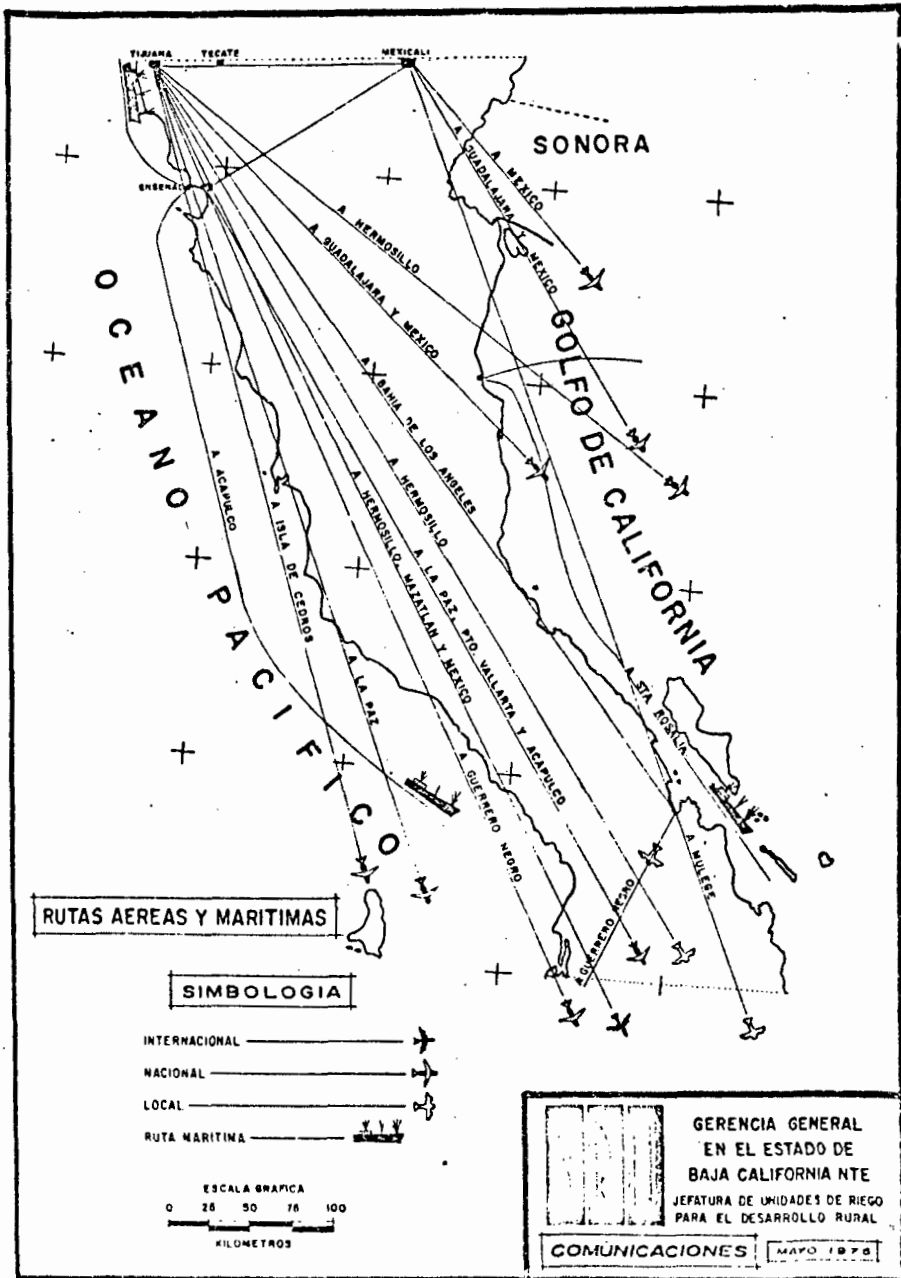 TIJUANA TECATE MEXICALI
SONORA
A MEXICO
A GUADALAJARA Y MEXICO
A HERMOSILLO
A GUADALAJARA Y MEXICO
OCEANO PACIFICO
GOLFO DE CALIFORNIA
A BAHIA DE LOS ANGELES
A HERMOSILLO
A LA PAZ, PTO. VALLARTA Y ACAPULCO
A HERMOSILLO, MAZATLAN Y MEXICO
A ACAPULCO
A ISLA DE CEDROS
A LA PAZ
A GUERRERO NEGRO
A STA ROSILIA
A MULEGE
A GUERRERO NEGRO
RUTAS AEREAS Y MARITIMAS
SIMBOLOGIA
INTERNACIONAL
NACIONAL
LOCAL
RUTA MARITIMA
ESCALA GRAFICA
0 25 50 75 100
KILOMETROS
GERENCIA GENERAL
EN EL ESTADO DE
BAJA CALIFORNIA NTE
JEFATURA DE UNIDADES DE RIEGO
PARA EL DESARROLLO RURAL
COMUNICACIONES
MAYO